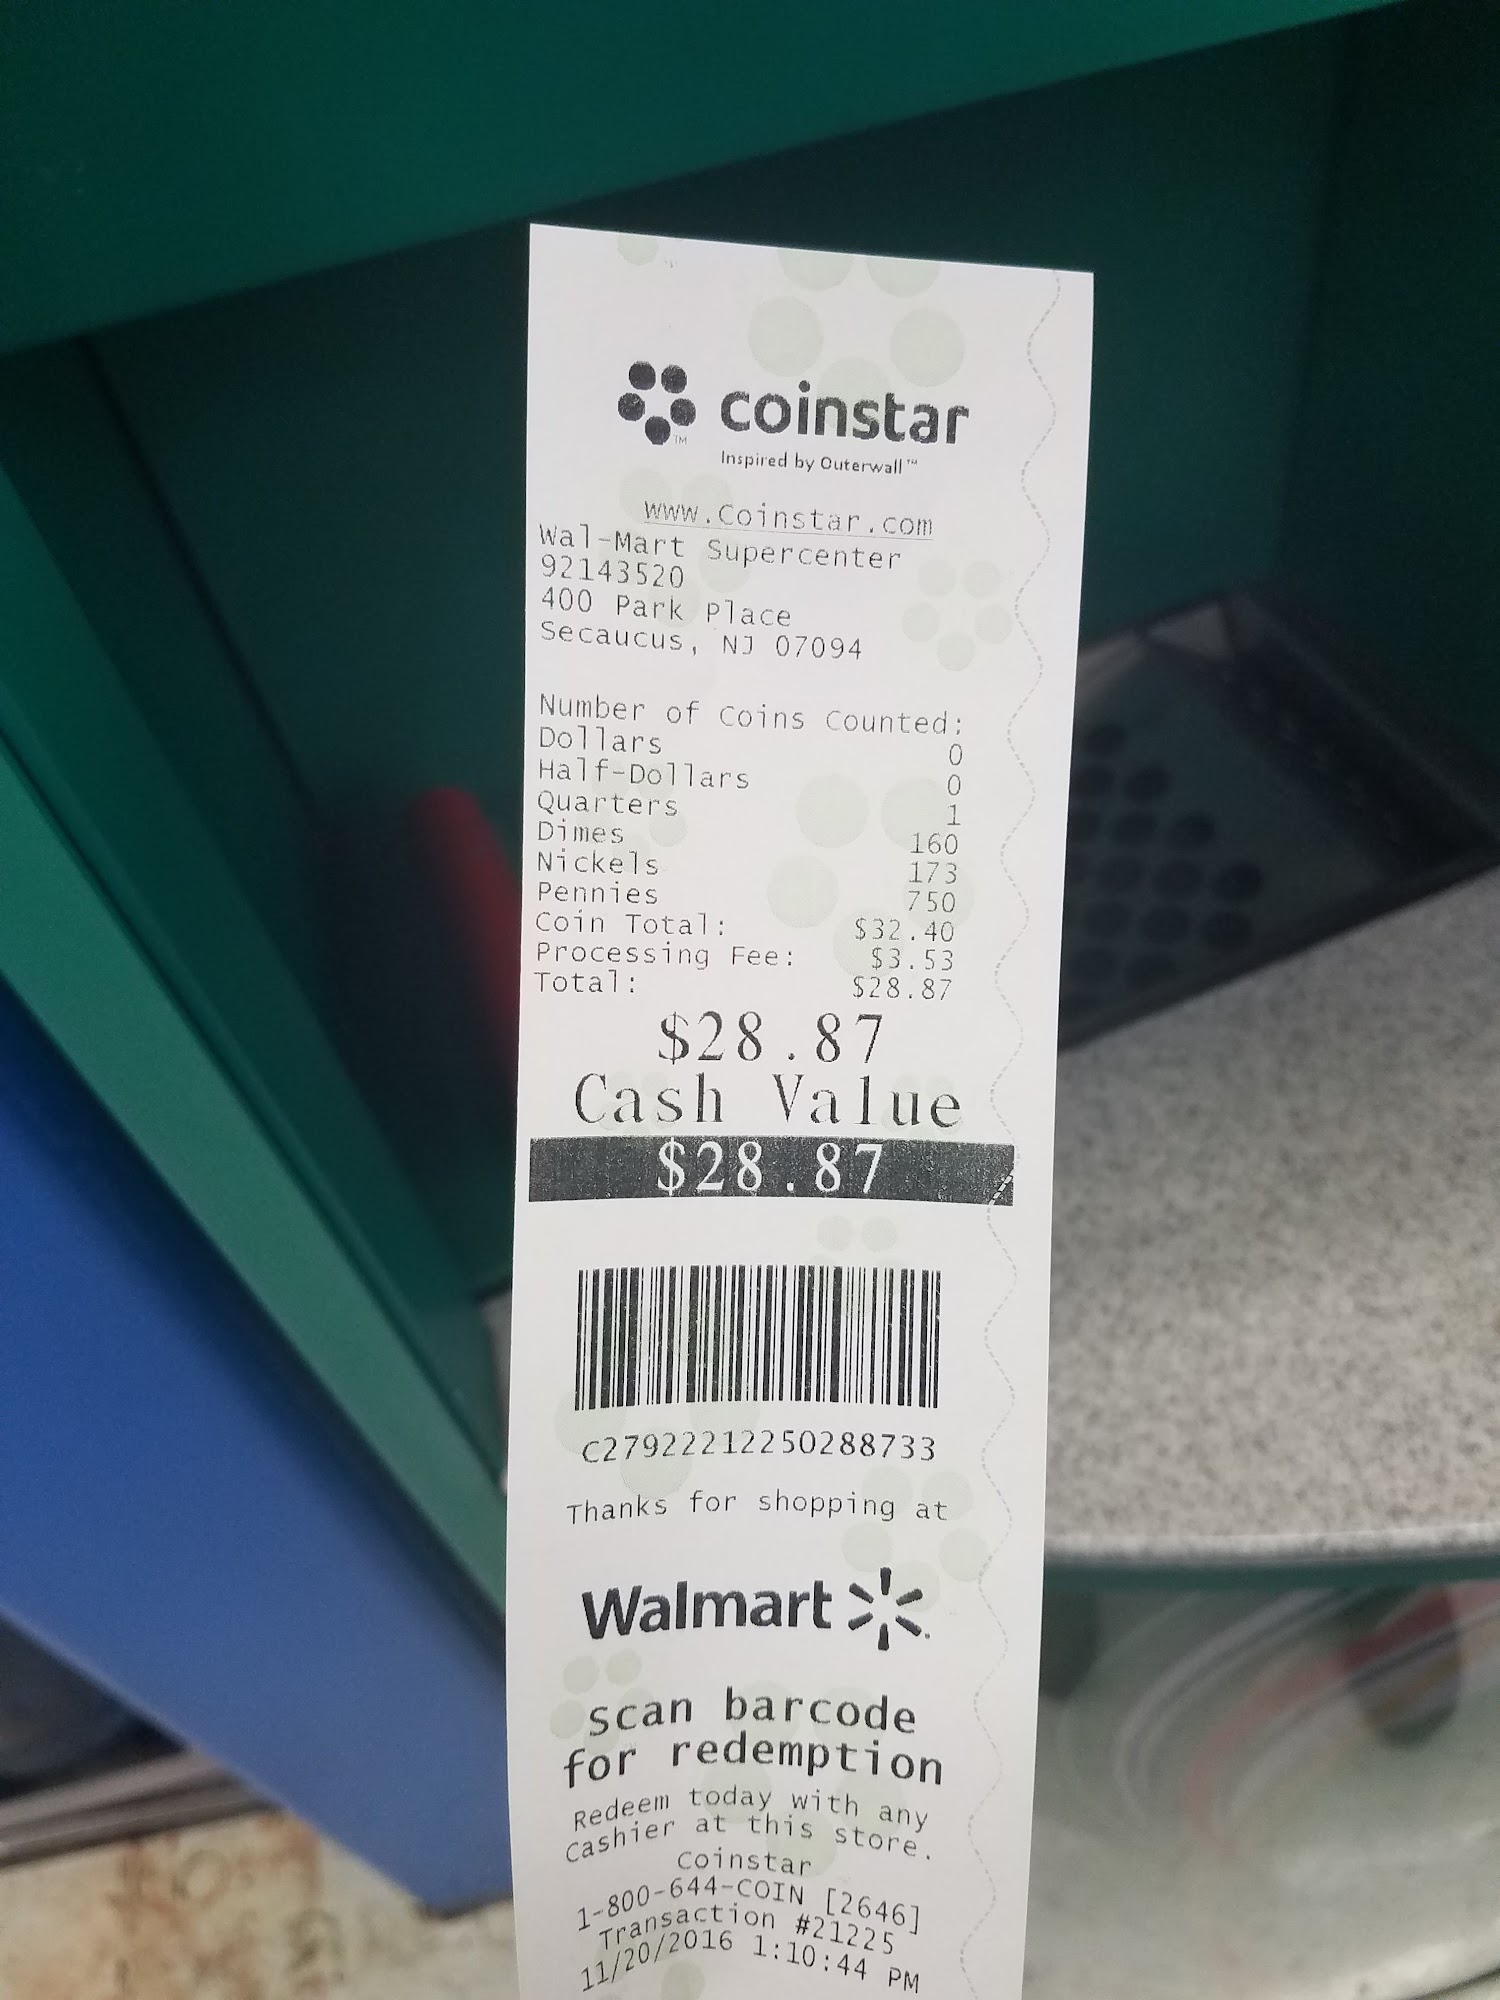 coinstar
TM
Inspired by Outerwall™
www.Coinstar.com
Wal-Mart Supercenter
92143520
400 Park Place
Secaucus, NJ 07094
Number of Coins Counted:
Dollars 0
Half-Dollars 0
Quarters 1
Dimes 160
Nickels 173
Pennies 750
Coin Total: $32.40
Processing Fee: $3.53
Total: $28.87
$28.87
Cash Value
$28.87
C27922212250288733
Thanks for shopping at
Walmart
scan barcode
for redemption
Redeem today with any
Cashier at this store.
Coinstar
1-800-644-COIN [2646]
Transaction #21225
11/20/2016 1:10:44 PM